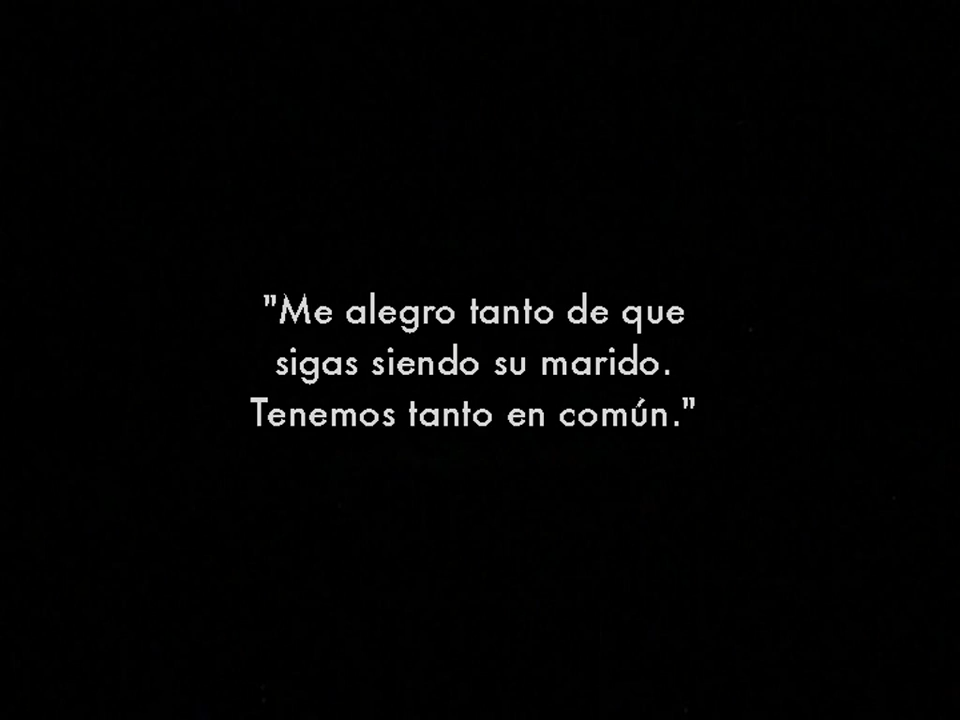 "Me alegro tanto de que
sigas siendo su marido.
Tenemos tanto en común."